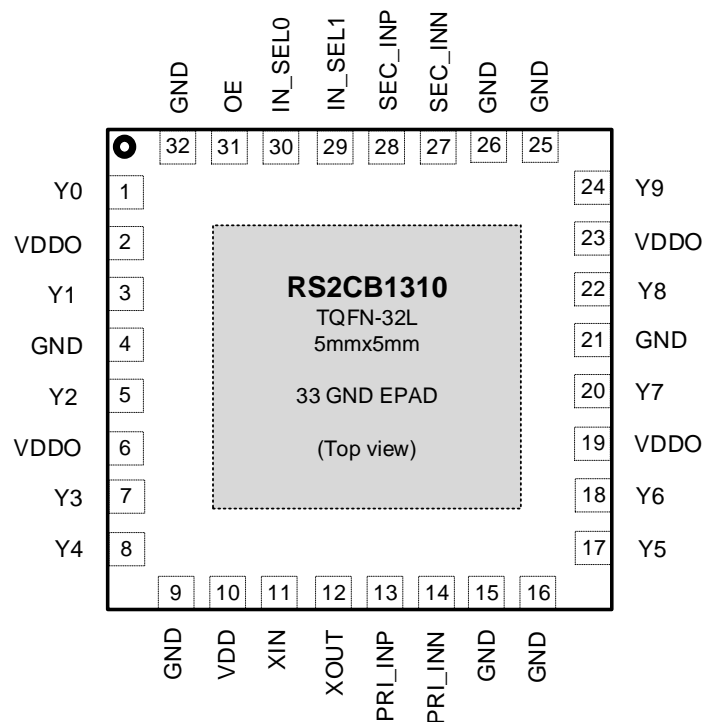 GND
OE
IN_SEL0
IN_SEL1
SEC_INP
SEC_INN
GND
GND
32 31 30 29 28 27 26 25
Y0 1
VDDO 2
Y1 3
GND 4
Y2 5
VDDO 6
Y3 7
Y4 8
RS2CB1310
TQFN-32L
5mmx5mm
33 GND EPAD
(Top view)
24 Y9
23 VDDO
22 Y8
21 GND
20 Y7
19 VDDO
18 Y6
17 Y5
9 10 11 12 13 14 15 16
GND
VDD
XIN
XOUT
PRI_INP
PRI_INN
GND
GND